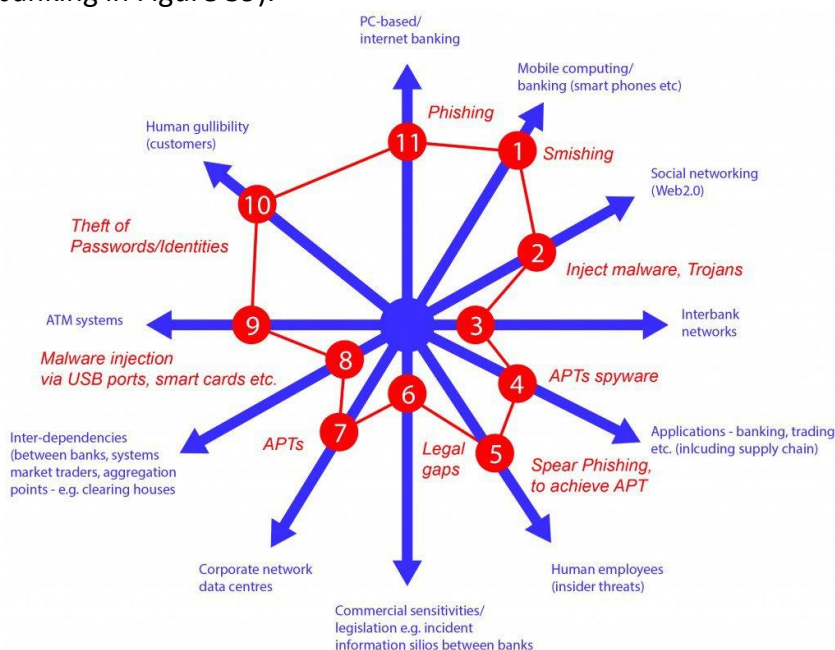 PC-based/
internet banking
Mobile computing/
banking (smart phones etc)
Phishing
11
1
Smishing
Human gullibility
(customers)
Social networking
(Web2.0)
10
Theft of
Passwords/Identities
2
Inject malware, Trojans
ATM systems
9
3
Interbank
networks
Malware injection
via USB ports, smart cards etc.
8
4
APTs spyware
6
Inter-dependencies
(between banks, systems
market traders, aggregation
points - e.g. clearing houses
APTs
7
Legal
gaps
5
Spear Phishing,
to achieve APT
Applications - banking, trading
etc. (inlcuding supply chain)
Corporate network
data centres
Human employees
(insider threats)
Commercial sensitivities/
legislation e.g. incident
information silios between banks